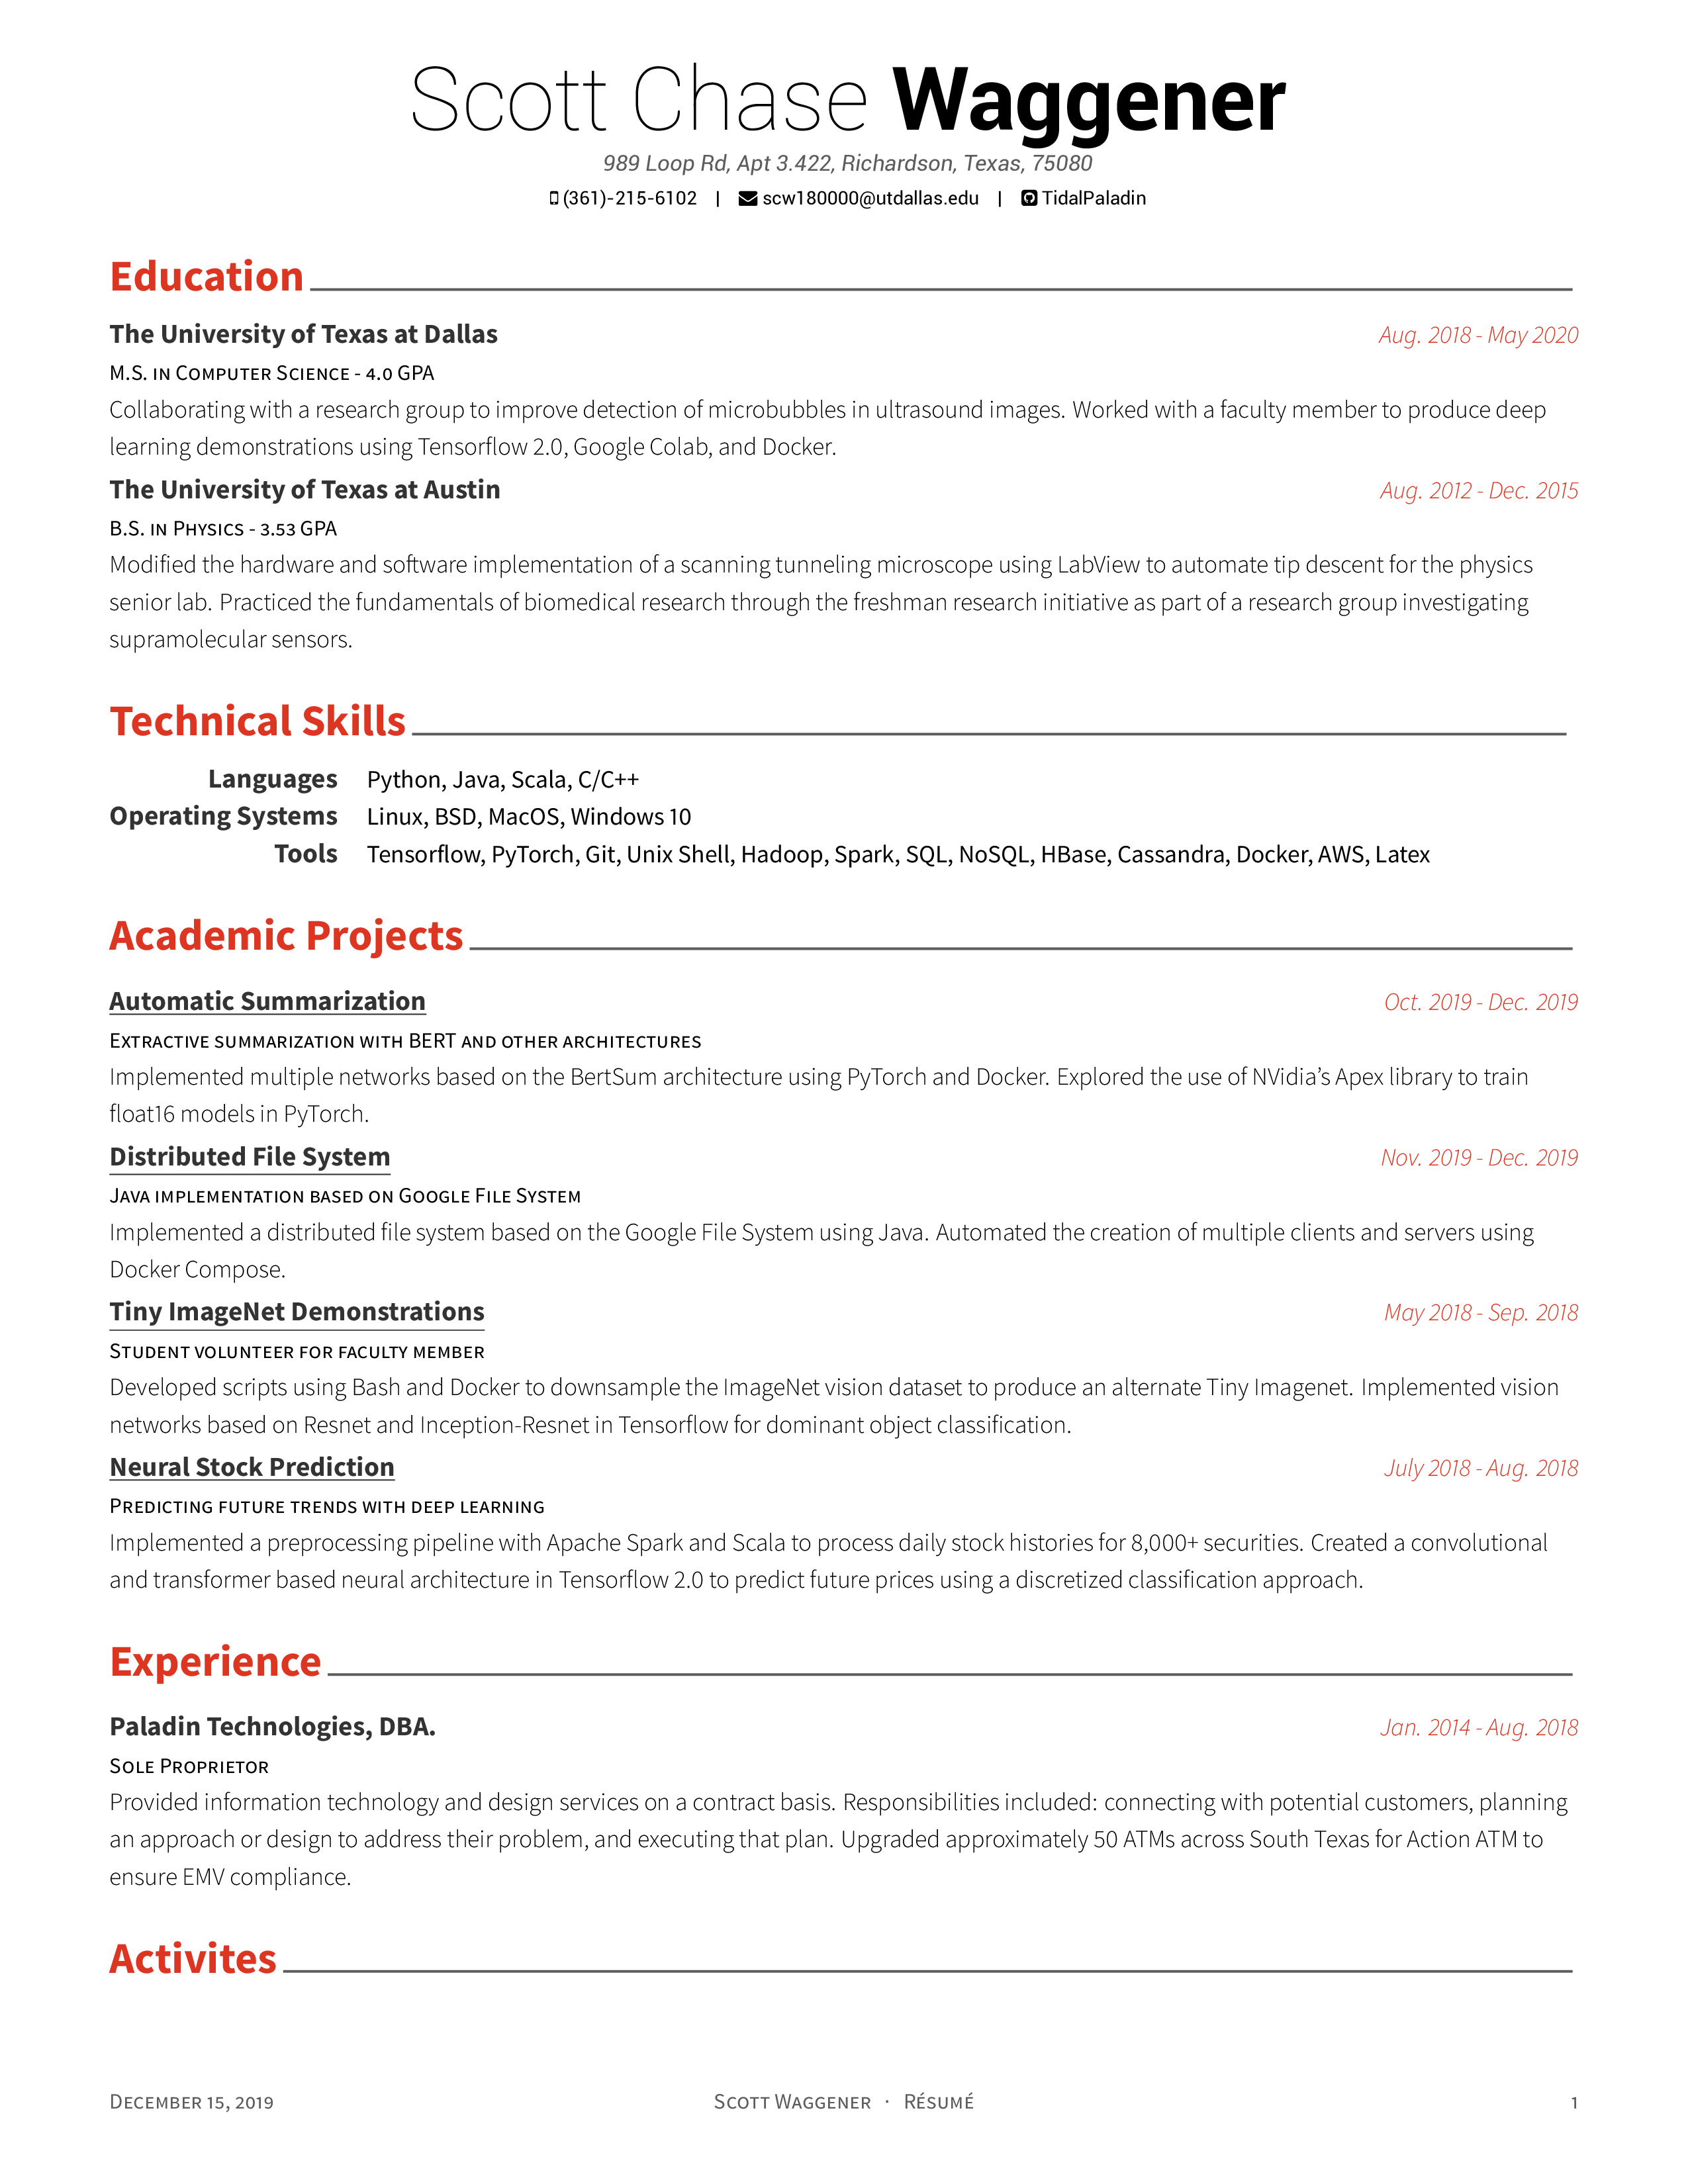 Scott Chase Waggener
989 Loop Rd, Apt 3.422, Richardson, Texas, 75080
(361)-215-6102 | scw180000@utdallas.edu | TidalPaladin
Education
The University of Texas at Dallas Aug. 2018 - May 2020
M.S. in Computer Science - 4.0 GPA
Collaborating with a research group to improve detection of microbubbles in ultrasound images. Worked with a faculty member to produce deep
learning demonstrations using Tensorflow 2.0, Google Colab, and Docker.
The University of Texas at Austin Aug. 2012 - Dec. 2015
B.S. in Physics - 3.53 GPA
Modified the hardware and software implementation of a scanning tunneling microscope using LabView to automate tip descent for the physics
senior lab. Practiced the fundamentals of biomedical research through the freshman research initiative as part of a research group investigating
supramolecular sensors.
Technical Skills
Languages Python, Java, Scala, C/C++
Operating Systems Linux, BSD, MacOS, Windows 10
Tools Tensorflow, PyTorch, Git, Unix Shell, Hadoop, Spark, SQL, NoSQL, HBase, Cassandra, Docker, AWS, Latex
Academic Projects
Automatic Summarization Oct. 2019 - Dec. 2019
Extractive summarization with BERT and other architectures
Implemented multiple networks based on the BertSum architecture using PyTorch and Docker. Explored the use of NVidia's Apex library to train
float16 models in PyTorch.
Distributed File System Nov. 2019 - Dec. 2019
Java implementation based on Google File System
Implemented a distributed file system based on the Google File System using Java. Automated the creation of multiple clients and servers using
Docker Compose.
Tiny ImageNet Demonstrations May 2018 - Sep. 2018
Student volunteer for faculty member
Developed scripts using Bash and Docker to downsample the ImageNet vision dataset to produce an alternate Tiny Imagenet. Implemented vision
networks based on Resnet and Inception-Resnet in Tensorflow for dominant object classification.
Neural Stock Prediction July 2018 - Aug. 2018
Predicting future trends with deep learning
Implemented a preprocessing pipeline with Apache Spark and Scala to process daily stock histories for 8,000+ securities. Created a convolutional
and transformer based neural architecture in Tensorflow 2.0 to predict future prices using a discretized classification approach.
Experience
Paladin Technologies, DBA. Jan. 2014 - Aug. 2018
Sole Proprietor
Provided information technology and design services on a contract basis. Responsibilities included: connecting with potential customers, planning
an approach or design to address their problem, and executing that plan. Upgraded approximately 50 ATMs across South Texas for Action ATM to
ensure EMV compliance.
Activites
December 15, 2019 Scott Waggener · Résumé 1